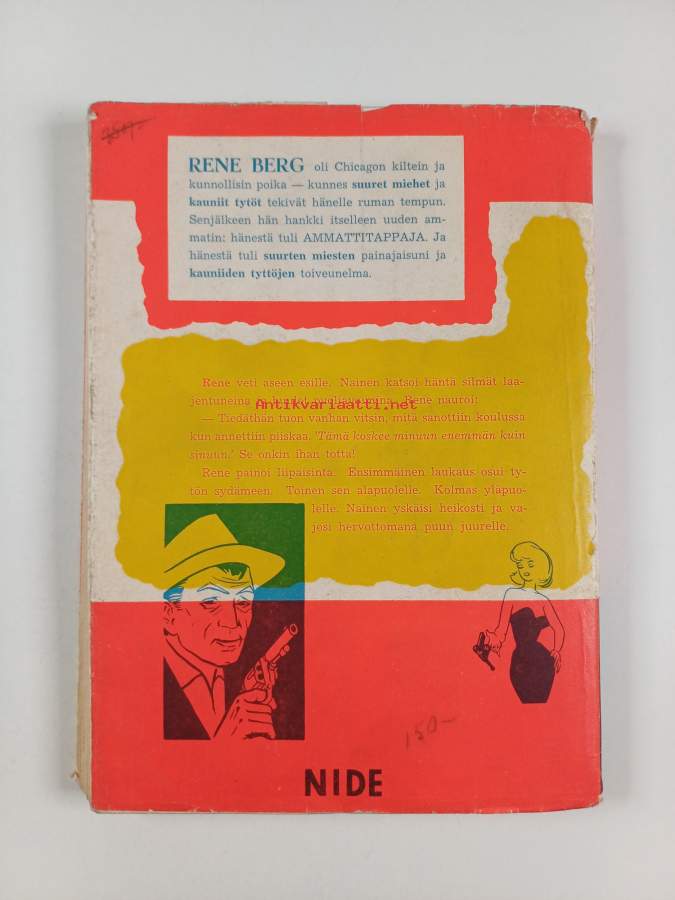 RENE BERG oli Chicagon kiltein ja
kunnollisin poika — kunnes suuret miehet ja
kauniit tytöt tekivät hänelle ruman tempun.
Senjälkeen hän hankki itselleen uuden am-
matin: hänestä tuli AMMATTITAPPAJA. Ja
hänestä tuli suurten miesten painajaisuni ja
kauniiden tyttöjen toiveunelma.
Rene veti aseen esille. Nainen katsoi häntä silmät laa-
jentuneina ja huulet puoliavoimina. Rene nauroi:
Antikvariaatti.net
— Tiedäthän tuon vanhan vitsin, mitä sanottiin koulussa
kun annettiin piiskaa. 'Tämä koskee minuun enemmän kuin
sinuun.' Se onkin ihan totta!
Rene painoi liipaisinta. Ensimmäinen laukaus osui ty-
tön sydämeen. Toinen sen alapuolelle. Kolmas yläpuo-
lelle. Nainen yskäisi heikosti ja va-
josi hervottomana puun juurelle.
150-
NIDE